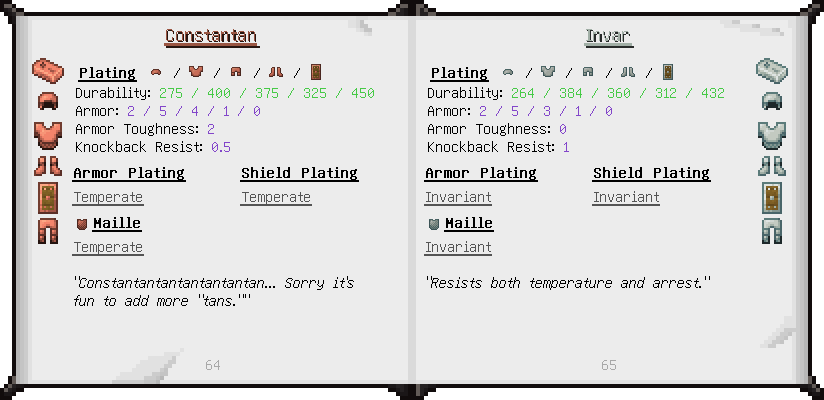 Constantan
Plating / / / /
Durability: 275 / 400 / 375 / 325 / 450
Armor: 2 / 5 / 4 / 1 / 0
Armor Toughness: 2
Knockback Resist: 0.5
Armor Plating Shield Plating
Temperate Temperate
Maille
Temperate
"Constantantantantantantan... Sorry it's
fun to add more "tans.""
64
Invar
Plating / / / /
Durability: 264 / 384 / 360 / 312 / 432
Armor: 2 / 5 / 3 / 1 / 0
Armor Toughness: 0
Knockback Resist: 1
Armor Plating Shield Plating
Invariant Invariant
Maille
Invariant
"Resists both temperature and arrest."
65